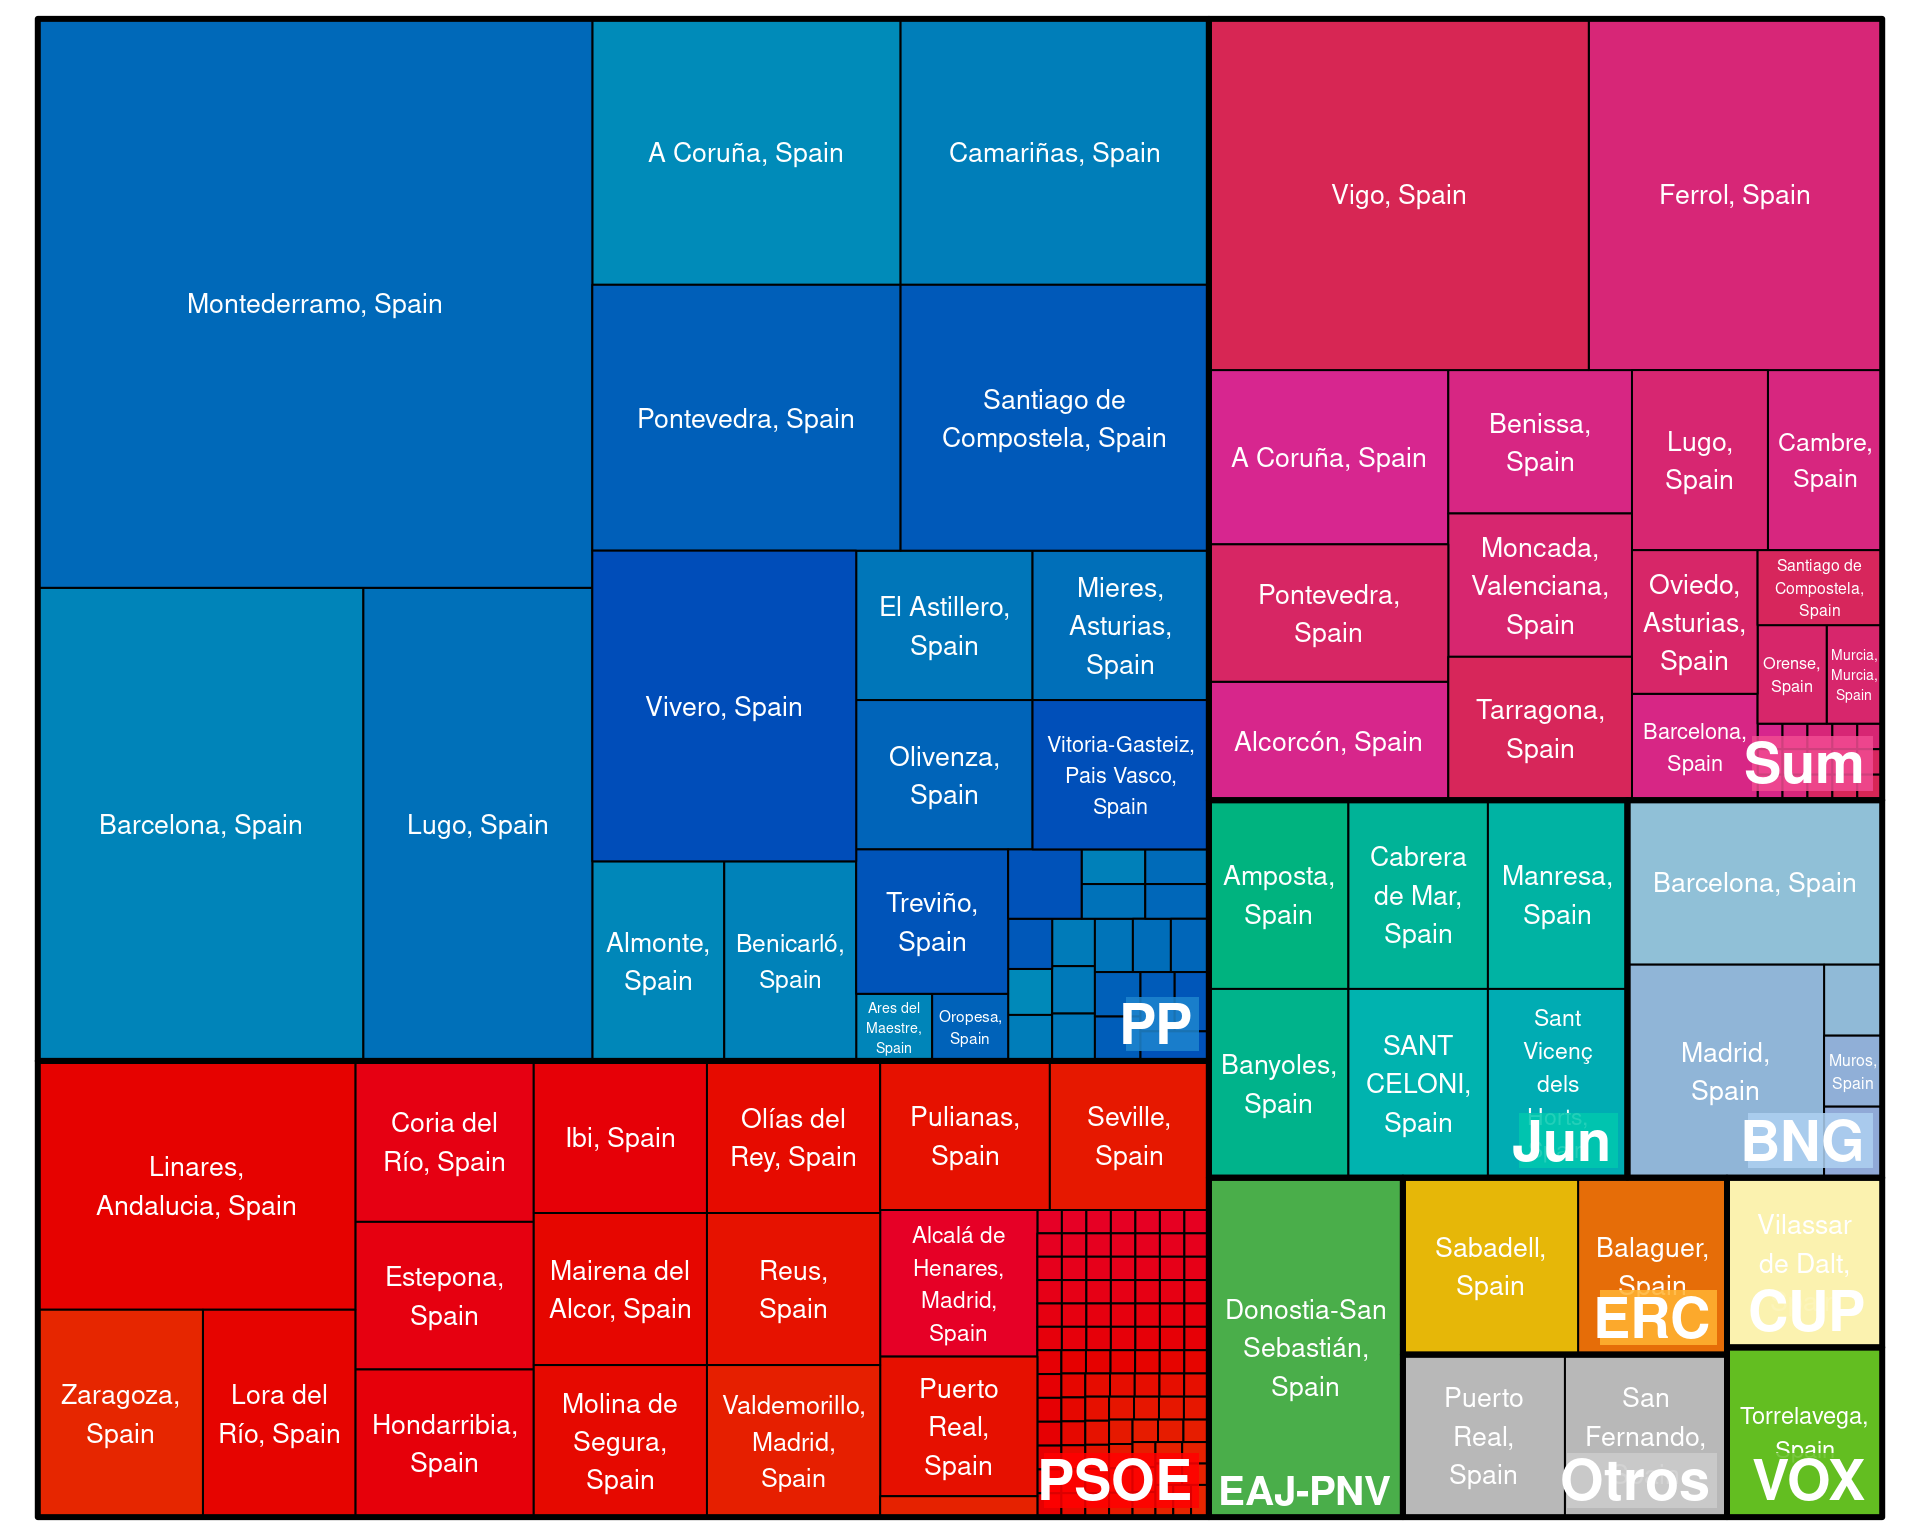 Montederramo, Spain
A Coruña, Spain
Camariñas, Spain
Pontevedra, Spain
Santiago de
Compostela, Spain
Barcelona, Spain
Lugo, Spain
Vivero, Spain
El Astillero,
Spain
Mieres,
Asturias,
Spain
Olivenza,
Spain
Vitoria-Gasteiz,
Pais Vasco,
Spain
Almonte,
Spain
Benicarló,
Spain
Treviño,
Spain
Ares del
Maestre,
Spain
Oropesa,
Spain
PP
Vigo, Spain
Ferrol, Spain
A Coruña, Spain
Benissa,
Spain
Lugo,
Spain
Cambre,
Spain
Pontevedra,
Spain
Moncada,
Valenciana,
Spain
Oviedo,
Asturias,
Spain
Santiago de
Compostela,
Spain
Orense,
Spain
Murcia,
Murcia,
Spain
Alcorcón, Spain
Tarragona,
Spain
Barcelona,
Spain
Sum
Amposta,
Spain
Cabrera
de Mar,
Spain
Manresa,
Spain
Banyoles,
Spain
SANT
CELONI,
Spain
Sant
Vicenç
dels
Horts,
Jun
Barcelona, Spain
Madrid,
Spain
Muros,
Spain
BNG
Linares,
Andalucia, Spain
Zaragoza,
Spain
Lora del
Río, Spain
Coria del
Río, Spain
Estepona,
Spain
Hondarribia,
Spain
Ibi, Spain
Mairena del
Alcor, Spain
Molina de
Segura,
Spain
Olías del
Rey, Spain
Reus,
Spain
Valdemorillo,
Madrid,
Spain
Pulianas,
Spain
Seville,
Spain
Alcalá de
Henares,
Madrid,
Spain
Puerto
Real,
Spain
PSOE
Donostia-San
Sebastián,
Spain
EAJ-PNV
Sabadell,
Spain
Balaguer,
Spain
ERC
Vilassar
de Dalt,
CUP
Puerto
Real,
Spain
San
Fernando,
Otros
Torrelavega,
Spain
VOX